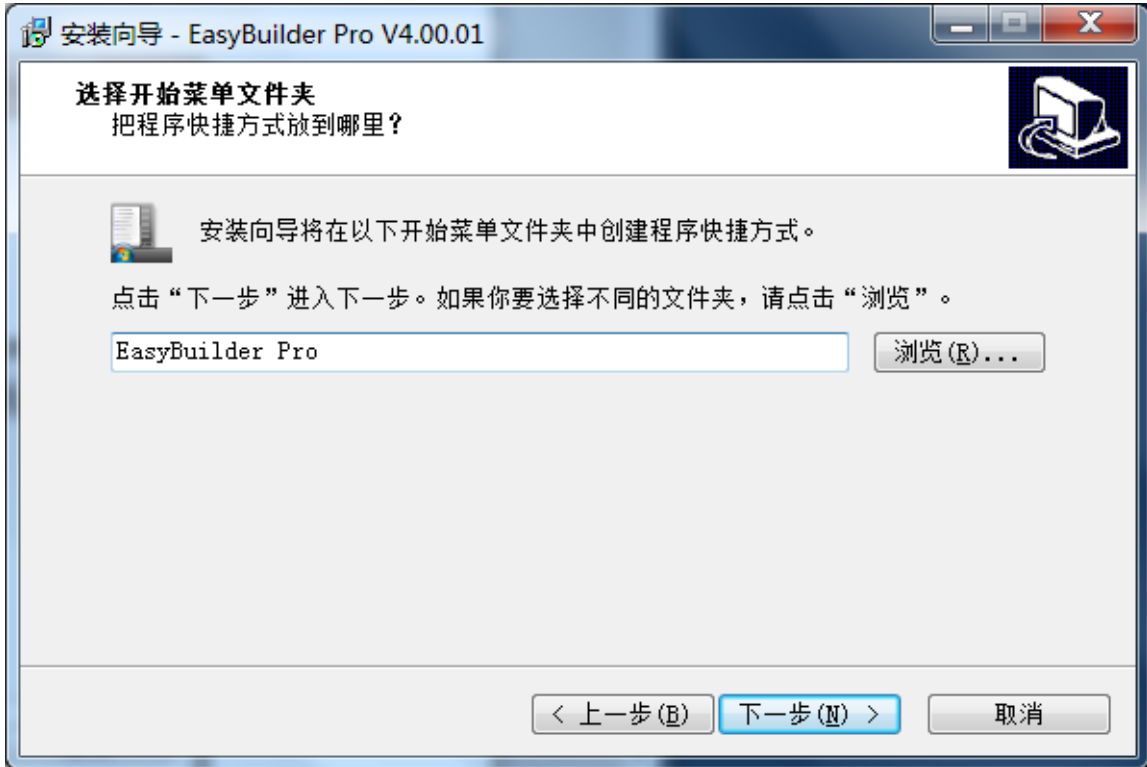 安装向导 - EasyBuilder Pro V4.00.01
选择开始菜单文件夹
把程序快捷方式放到哪里？
安装向导将在以下开始菜单文件夹中创建程序快捷方式。
点击“下一步”进入下一步。如果你要选择不同的文件夹，请点击“浏览”。
EasyBuilder Pro
浏览(R)...
< 上一步(B)
下一步(N) >
取消